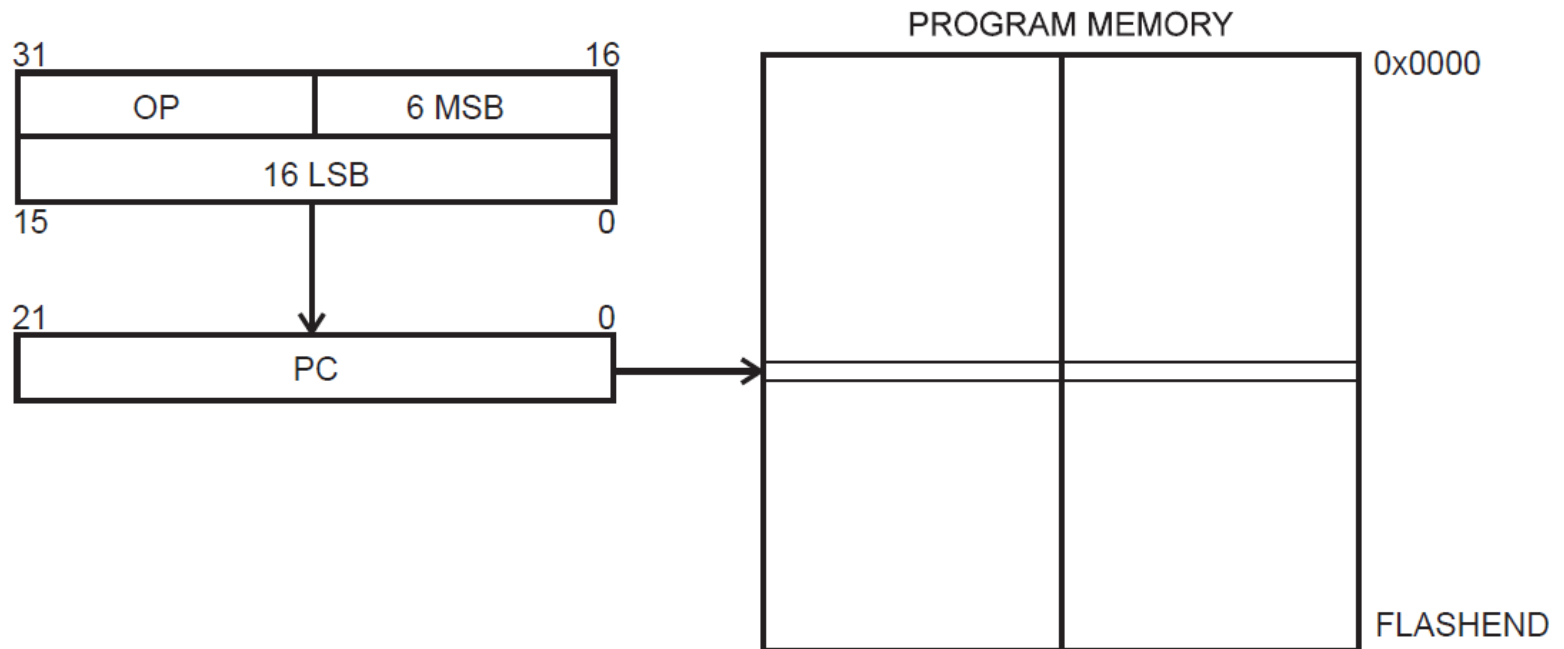 PROGRAM MEMORY
31 16
0x0000
OP 6 MSB
16 LSB
15 0
21 0
PC
FLASHEND